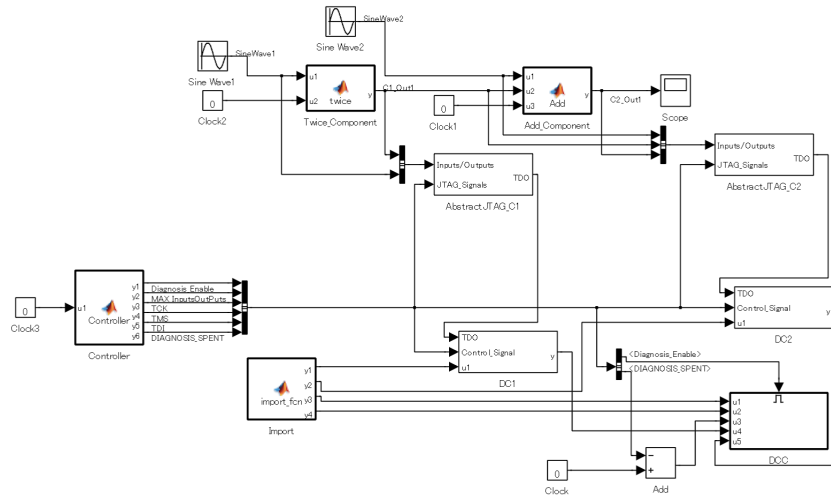 SineWave2
Sine Wave2
SineWave1
Sine Wave1
u1
u2
twice
y
C1_Out1
Twice_Component
0
Clock2
0
Clock1
u1
u2
u3
Add
y
Add_Component
C2_Out1
Scope
Inputs/Outputs
JTAG_Signals
TDO
AbstractJTAG_C1
Inputs/Outputs
JTAG_Signals
TDO
AbstractJTAG_C2
0
Clock3
u1
Controller
y1
y2
y3
y4
y5
y6
Controller
Diagnosis_Enable
MAX_InputsOutPuts
TCK
TMS
TDI
DIAGNOSIS_SPENT
TDO
Control_Signal
u1
y
DC1
TDO
Control_Signal
u1
y
DC2
import_fcn
y1
y2
y3
y4
Import
<Diagnosis_Enable>
<DIAGNOSIS_SPENT>
u1
u2
u3
u4
u5
DCC
0
Clock
−
+
Add